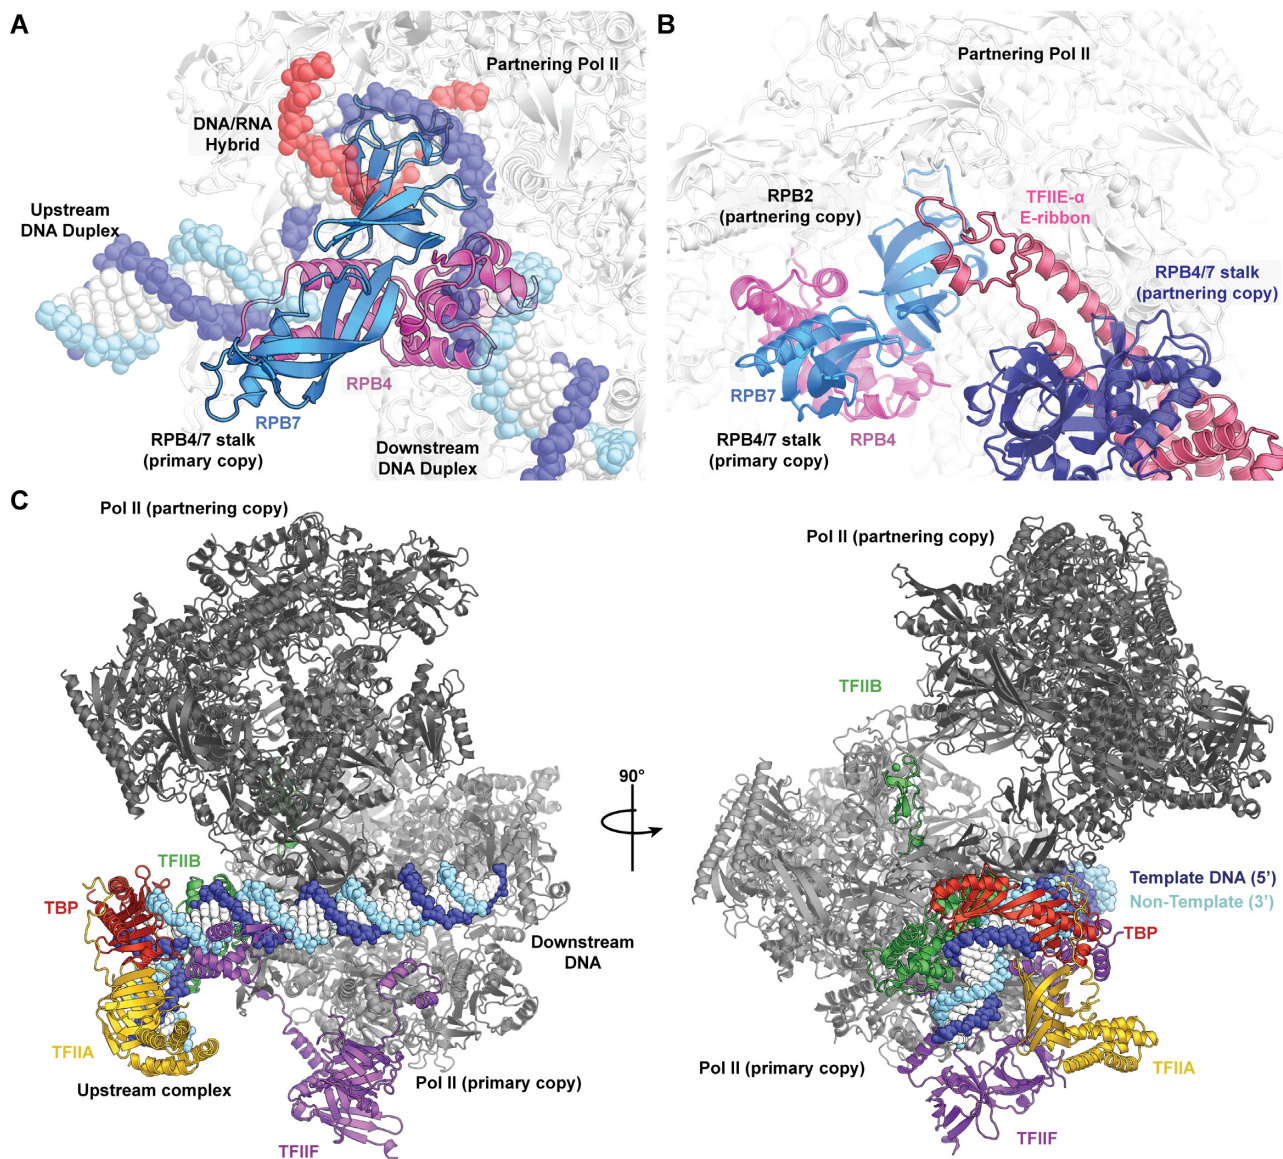 A
Partnering Pol II
DNA/RNA
Hybrid
Upstream
DNA Duplex
RPB4
RPB7
RPB4/7 stalk
(primary copy)
Downstream
DNA Duplex
B
Partnering Pol II
RPB2
(partnering copy)
TFIIE-α
E-ribbon
RPB4/7 stalk
(partnering copy)
RPB7
RPB4
RPB4/7 stalk
(primary copy)
C
Pol II (partnering copy)
TFIIB
TBP
Downstream
DNA
TFIIA
Upstream complex
Pol II (primary copy)
TFIIF
90°
Pol II (partnering copy)
TFIIB
Template DNA (5’)
Non-Template (3’)
TBP
Pol II (primary copy)
TFIIA
TFIIF